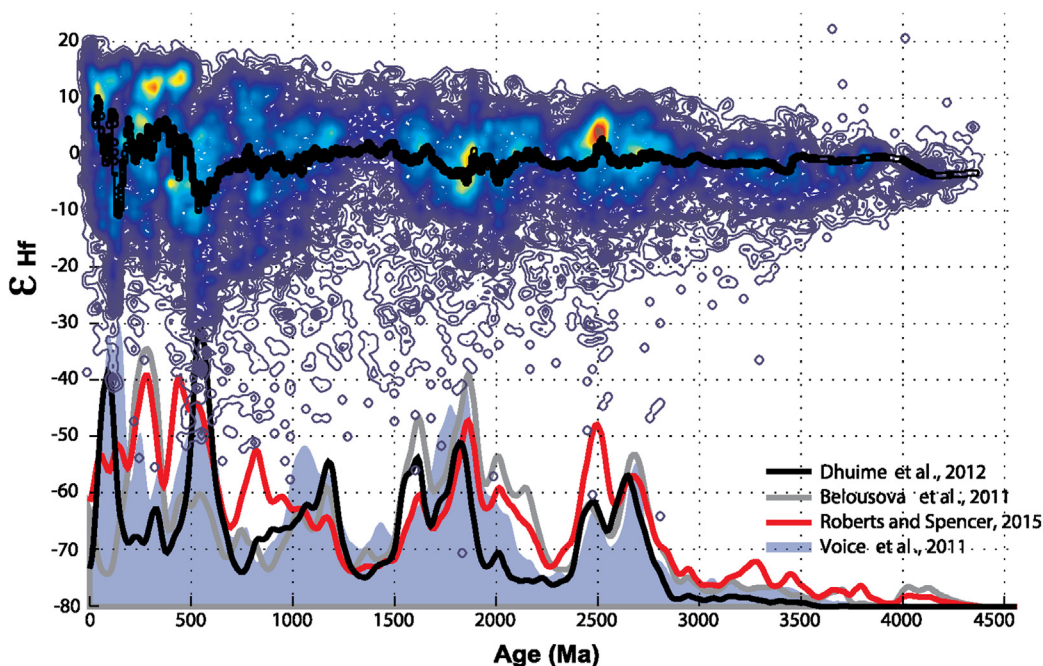 20
10
0
-10
-20
-30
-40
-50
-60
-70
-80
ε Hf
Dhuime et al., 2012
Belousova et al., 2011
Roberts and Spencer, 2015
Voice et al., 2011
0 500 1000 1500 2000 2500 3000 3500 4000 4500
Age (Ma)